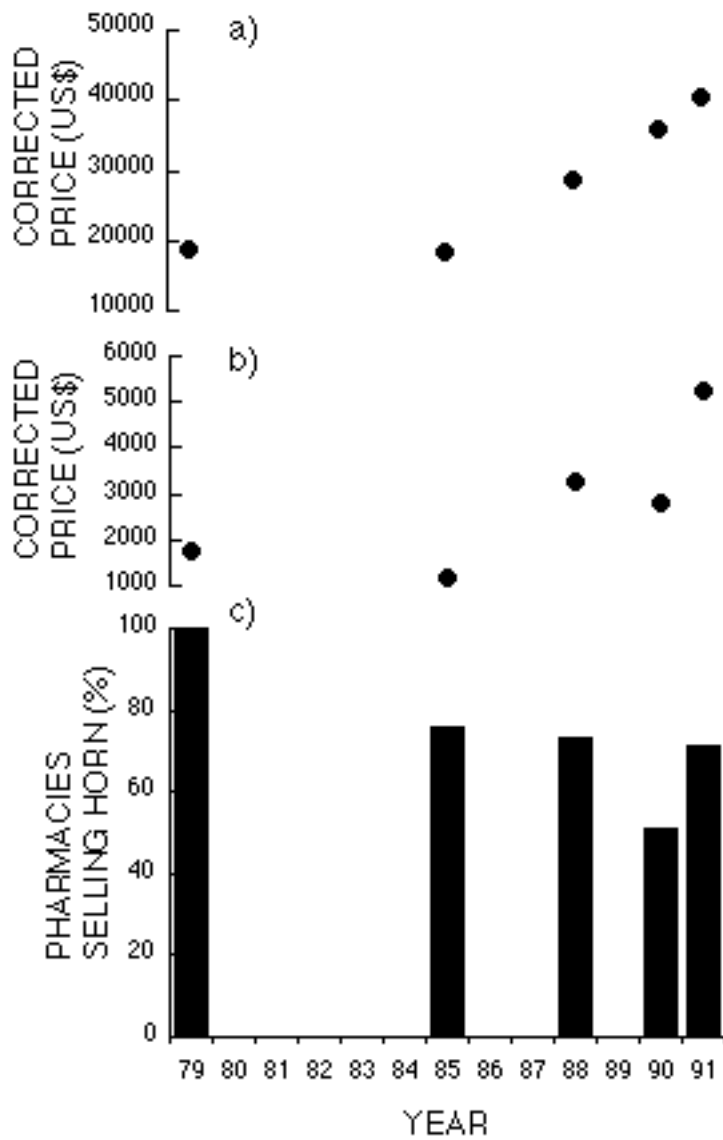 a)
CORRECTED
PRICE (US$)
50000
40000
30000
20000
10000
b)
CORRECTED
PRICE (US$)
6000
5000
4000
3000
2000
1000
c)
PHARMACIES
SELLING HORN (%)
100
80
60
40
20
0
79 80 81 82 83 84 85 86 87 88 89 90 91
YEAR